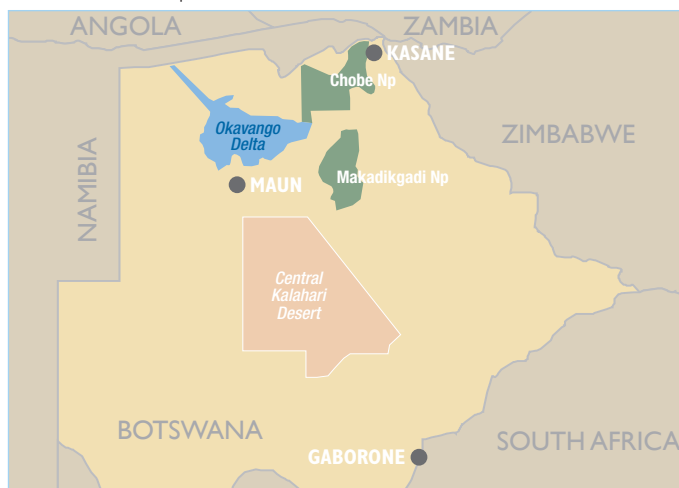 ANGOLA
ZAMBIA
KASANE
Chobe Np
Okavango
Delta
ZIMBABWE
NAMIBIA
MAUN
Makadikgadi Np
Central
Kalahari
Desert
BOTSWANA
GABORONE
SOUTH AFRICA